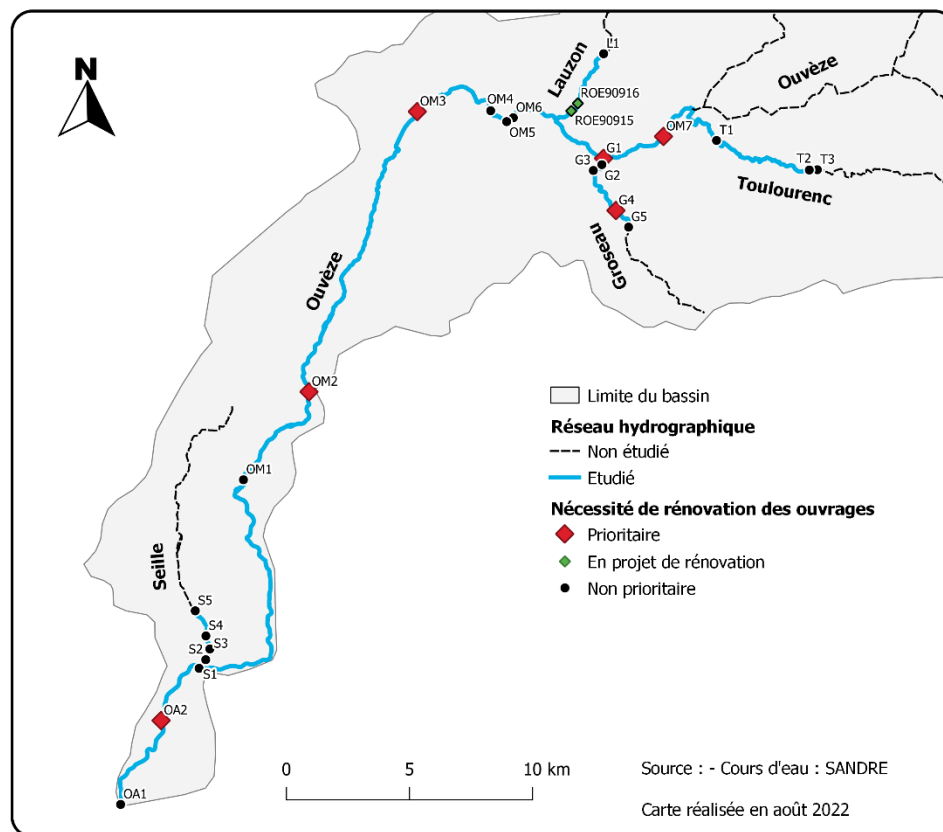 N
L1
Lauzon
Ouvèze
ROE90916
ROE90915
OM3
OM4
OM6
OM5
OM7
T1
G1
G3
G2
T2
T3
Toulourenc
G4
G5
Groseau
Ouvèze
OM2
OM1
Seille
S5
S4
S3
S2
S1
OA2
OA1
Limite du bassin
Réseau hydrographique
Non étudié
Etudié
Nécessité de rénovation des ouvrages
Prioritaire
En projet de rénovation
Non prioritaire
0 5 10 km
Source : - Cours d'eau : SANDRE
Carte réalisée en août 2022